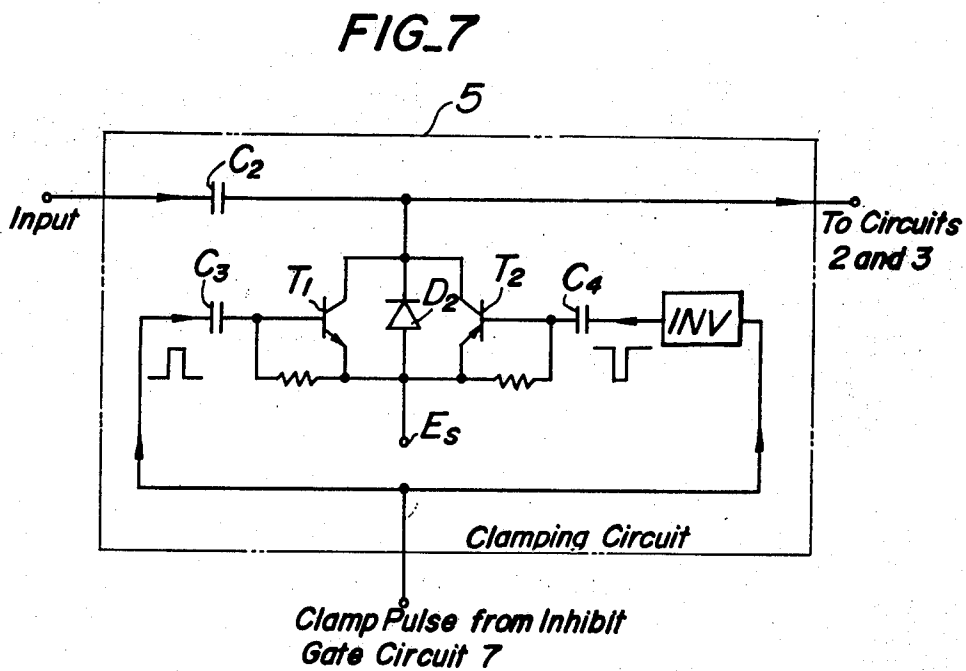 FIG_7
5
C2
Input
To Circuits
2 and 3
C3
T1
D2
T2
C4
INV
Es
Clamping Circuit
Clamp Pulse from Inhibit
Gate Circuit 7